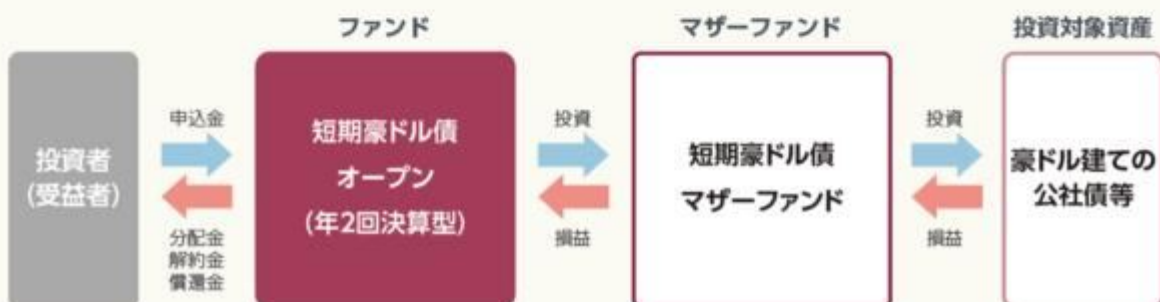 ファンド
マザーファンド
投資対象資産
投資者
(受益者)
申込金
分配金
解約金
償還金
短期豪ドル債
オープン
(年2回決算型)
投資
損益
短期豪ドル債
マザーファンド
投資
損益
豪ドル建ての
公社債等